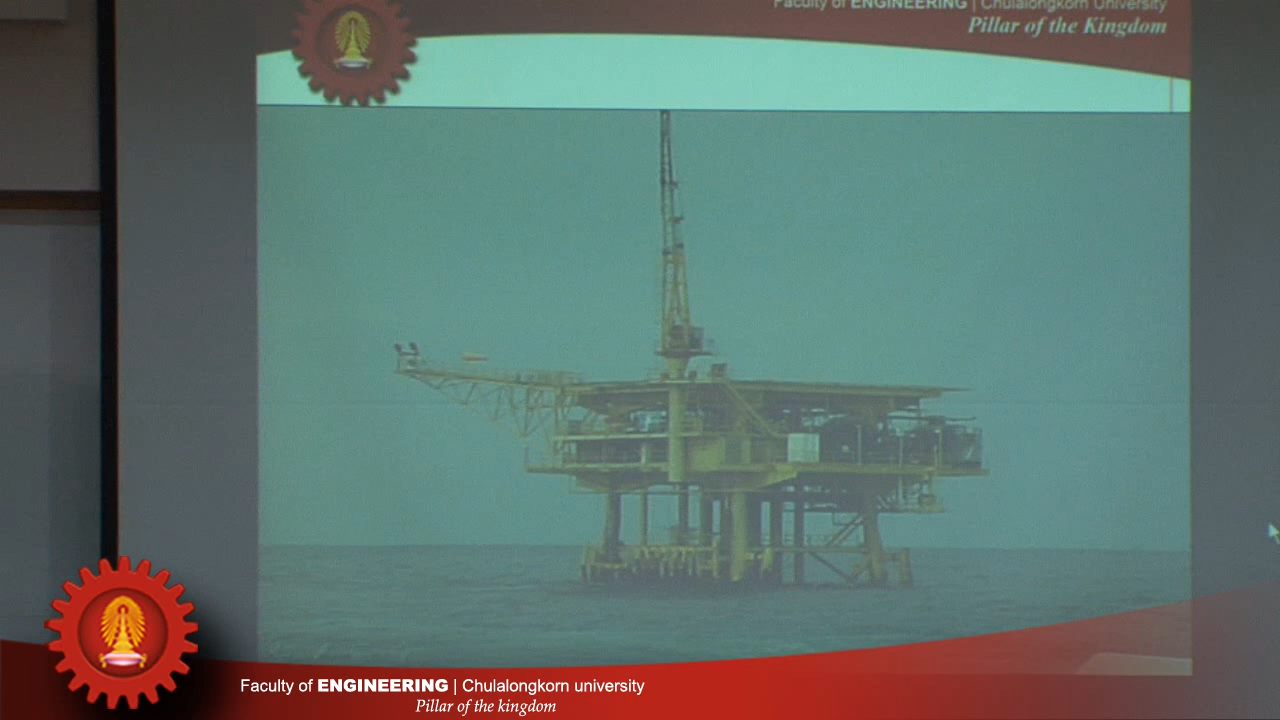 Faculty of ENGINEERING | Chulalongkorn University
Pillar of the Kingdom
Faculty of ENGINEERING | Chulalongkorn university
Pillar of the kingdom